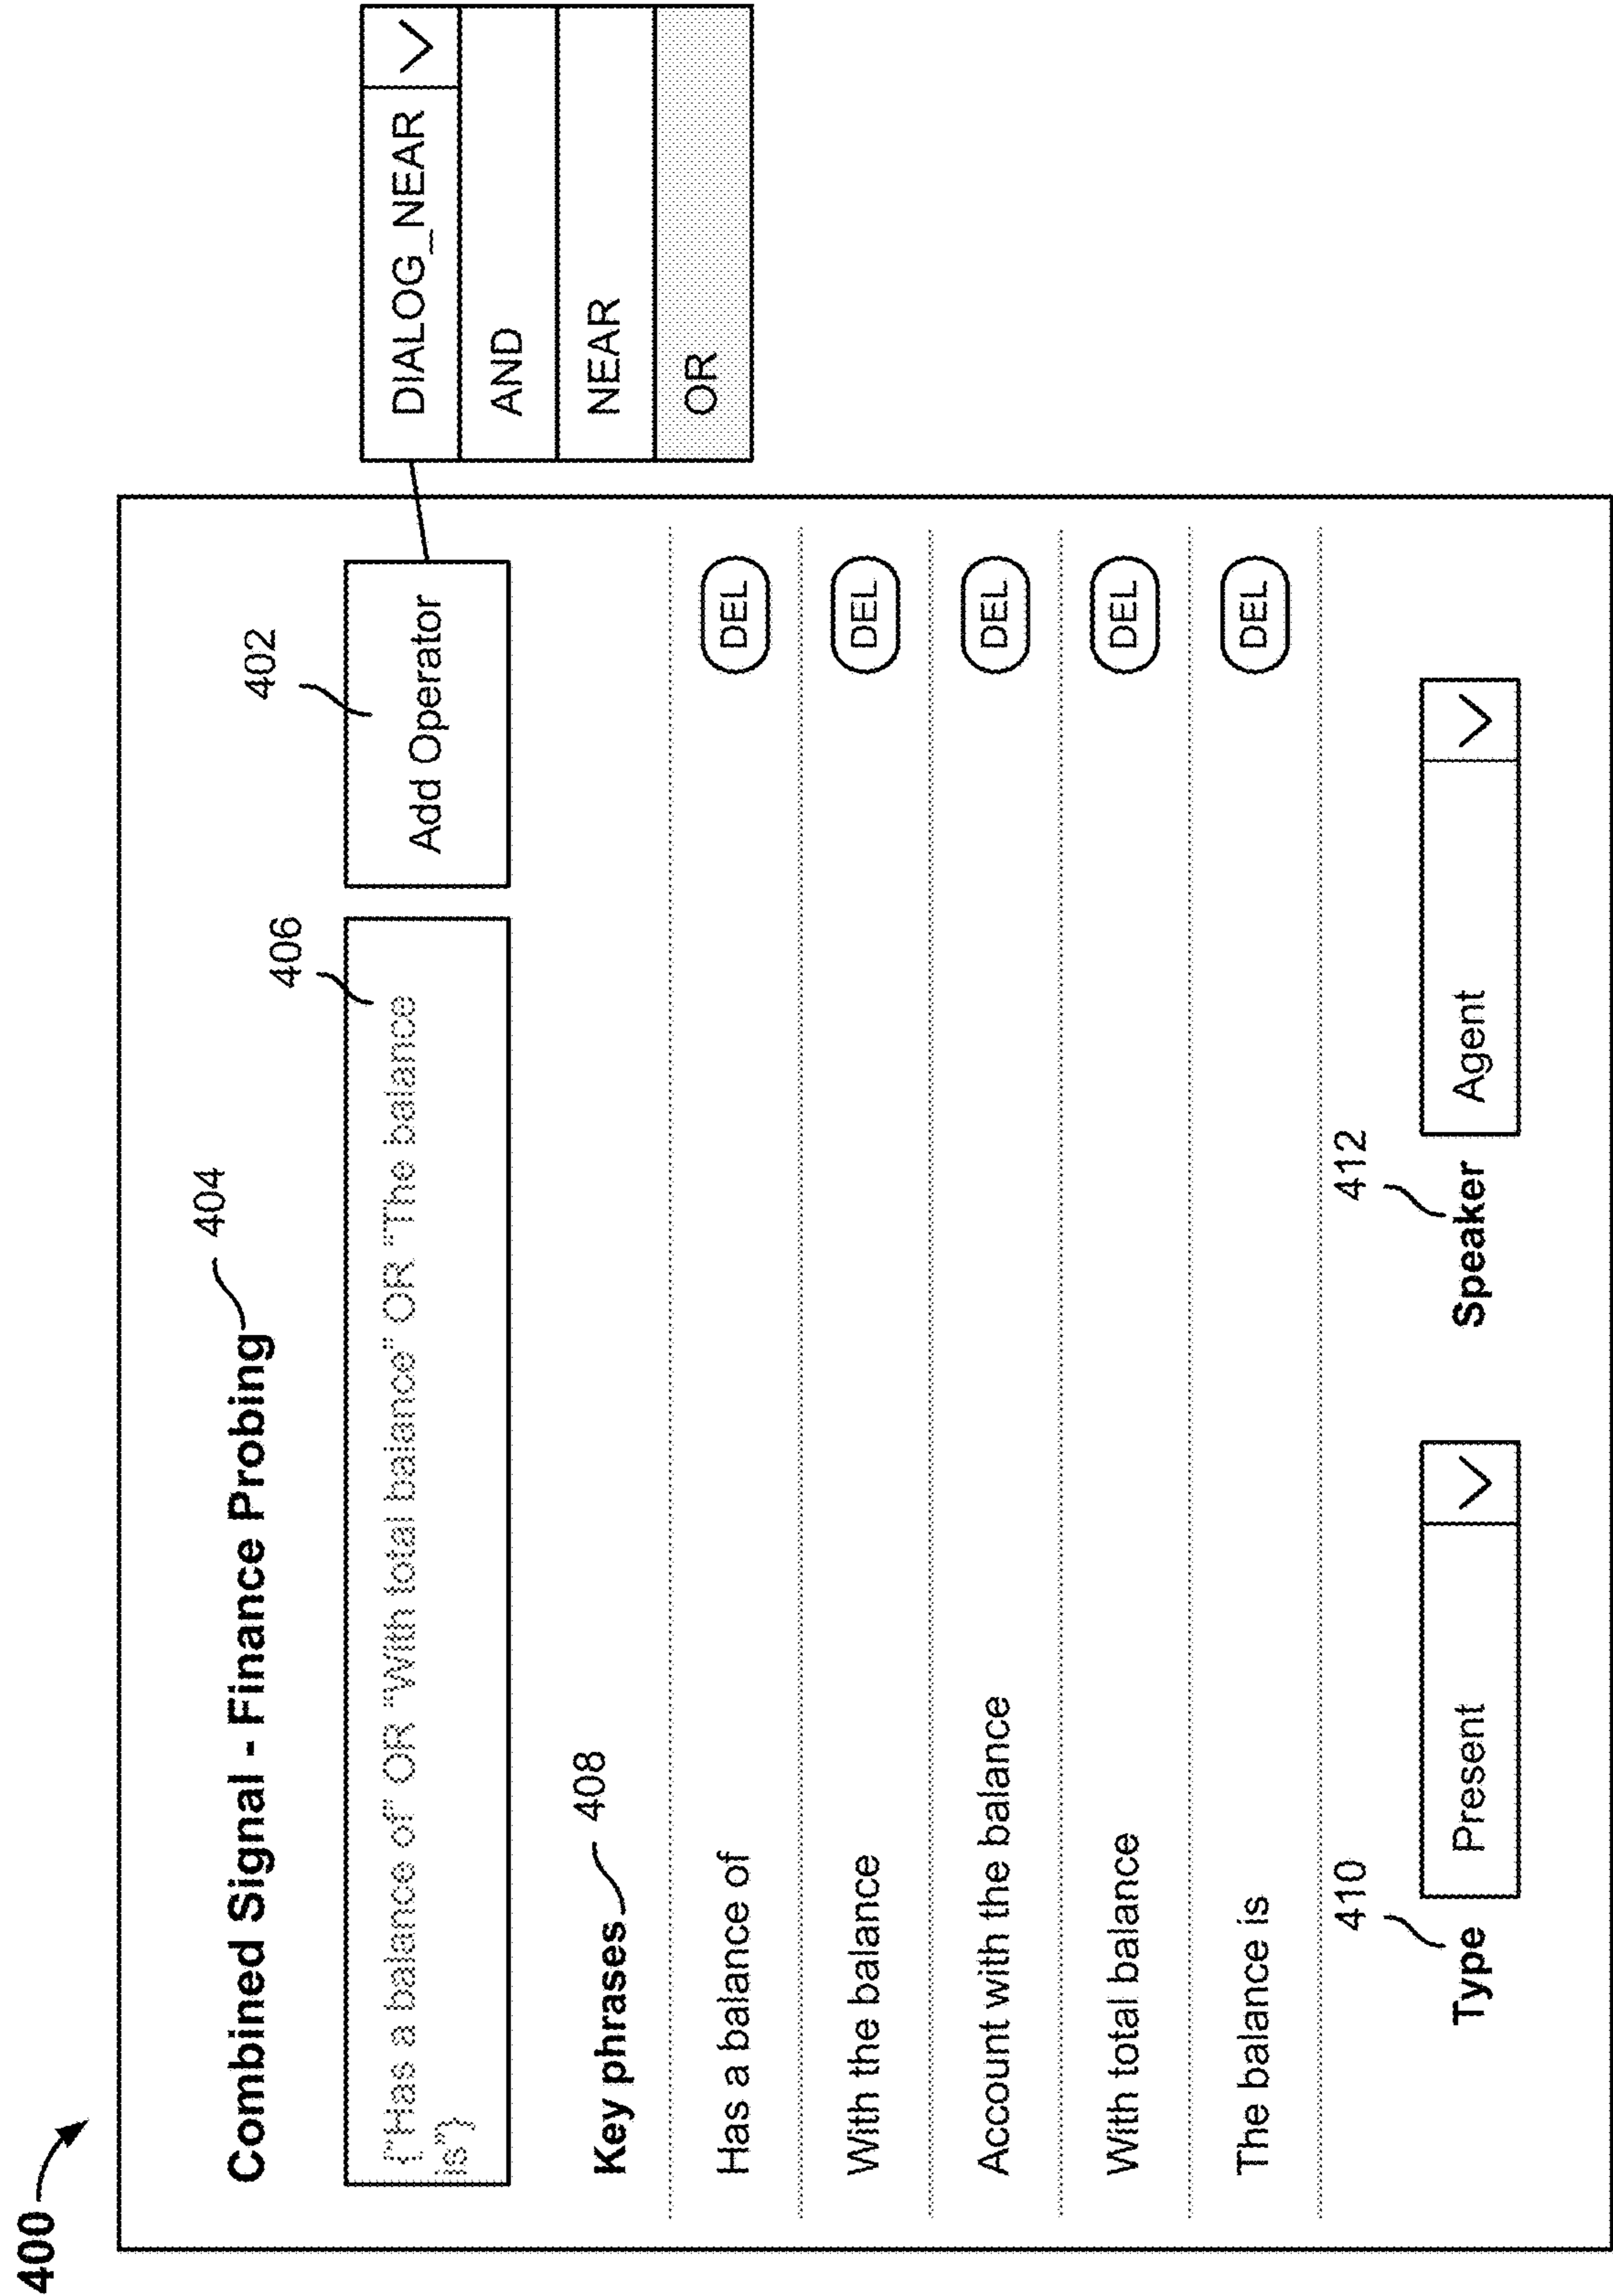 400
Combined Signal - Finance Probing
404
406
402
{"Has a balance of" OR "With total balance" OR "The balance
is"}
Add Operator
DIALOG_NEAR
AND
NEAR
OR
Key phrases
408
Has a balance of
DEL
With the balance
DEL
Account with the balance
DEL
With total balance
DEL
The balance is
DEL
410
412
Type
Present
Speaker
Agent